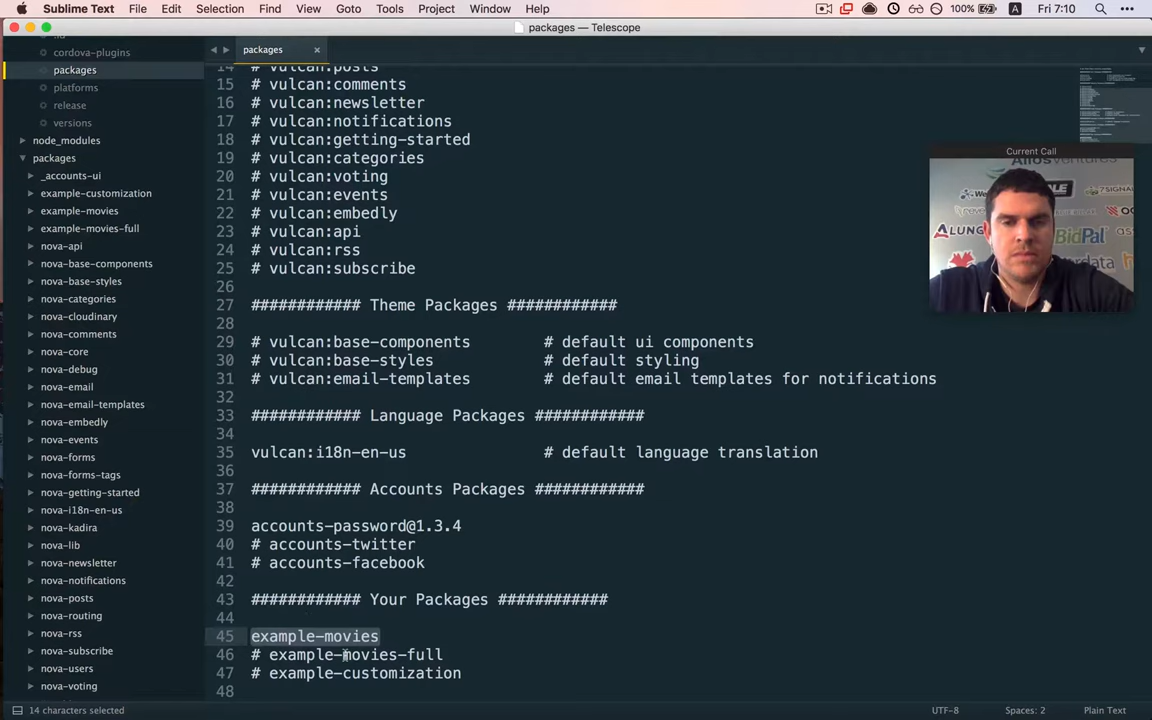 Sublime Text File Edit Selection Find View Goto Tools Project Window Help 100% A Fri 7:10
packages — Telescope
cordova-plugins
packages
platforms
release
versions
node_modules
packages
_accounts-ui
example-customization
example-movies
example-movies-full
nova-api
nova-base-components
nova-base-styles
nova-categories
nova-cloudinary
nova-comments
nova-core
nova-debug
nova-email
nova-email-templates
nova-embedly
nova-events
nova-forms
nova-forms-tags
nova-getting-started
nova-i18n-en-us
nova-kadira
nova-lib
nova-newsletter
nova-notifications
nova-posts
nova-routing
nova-rss
nova-subscribe
nova-users
nova-voting
packages
14 # vulcan:posts
15 # vulcan:comments
16 # vulcan:newsletter
17 # vulcan:notifications
18 # vulcan:getting-started
19 # vulcan:categories
20 # vulcan:voting
21 # vulcan:events
22 # vulcan:embedly
23 # vulcan:api
24 # vulcan:rss
25 # vulcan:subscribe
26
27 ############ Theme Packages ############
28
29 # vulcan:base-components # default ui components
30 # vulcan:base-styles # default styling
31 # vulcan:email-templates # default email templates for notifications
32
33 ############ Language Packages ############
34
35 vulcan:i18n-en-us # default language translation
36
37 ############ Accounts Packages ############
38
39 accounts-password@1.3.4
40 # accounts-twitter
41 # accounts-facebook
42
43 ############ Your Packages ############
44
45 example-movies
46 # example-movies-full
47 # example-customization
48
Current Call
ALUNG
BidPal
14 characters selected UTF-8 Spaces: 2 Plain Text